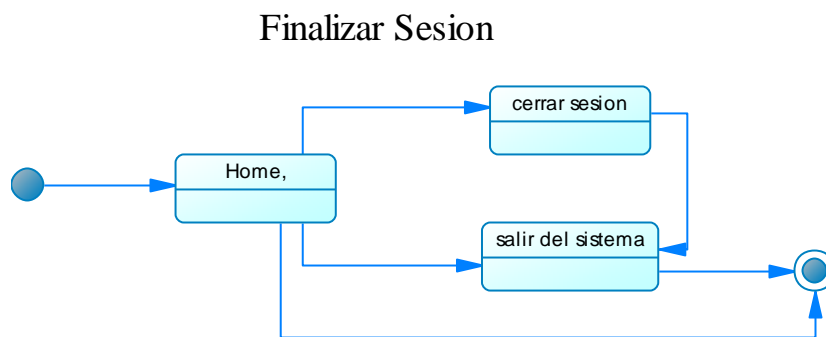 Finalizar Sesion
cerrar sesion
Home,
salir del sistema